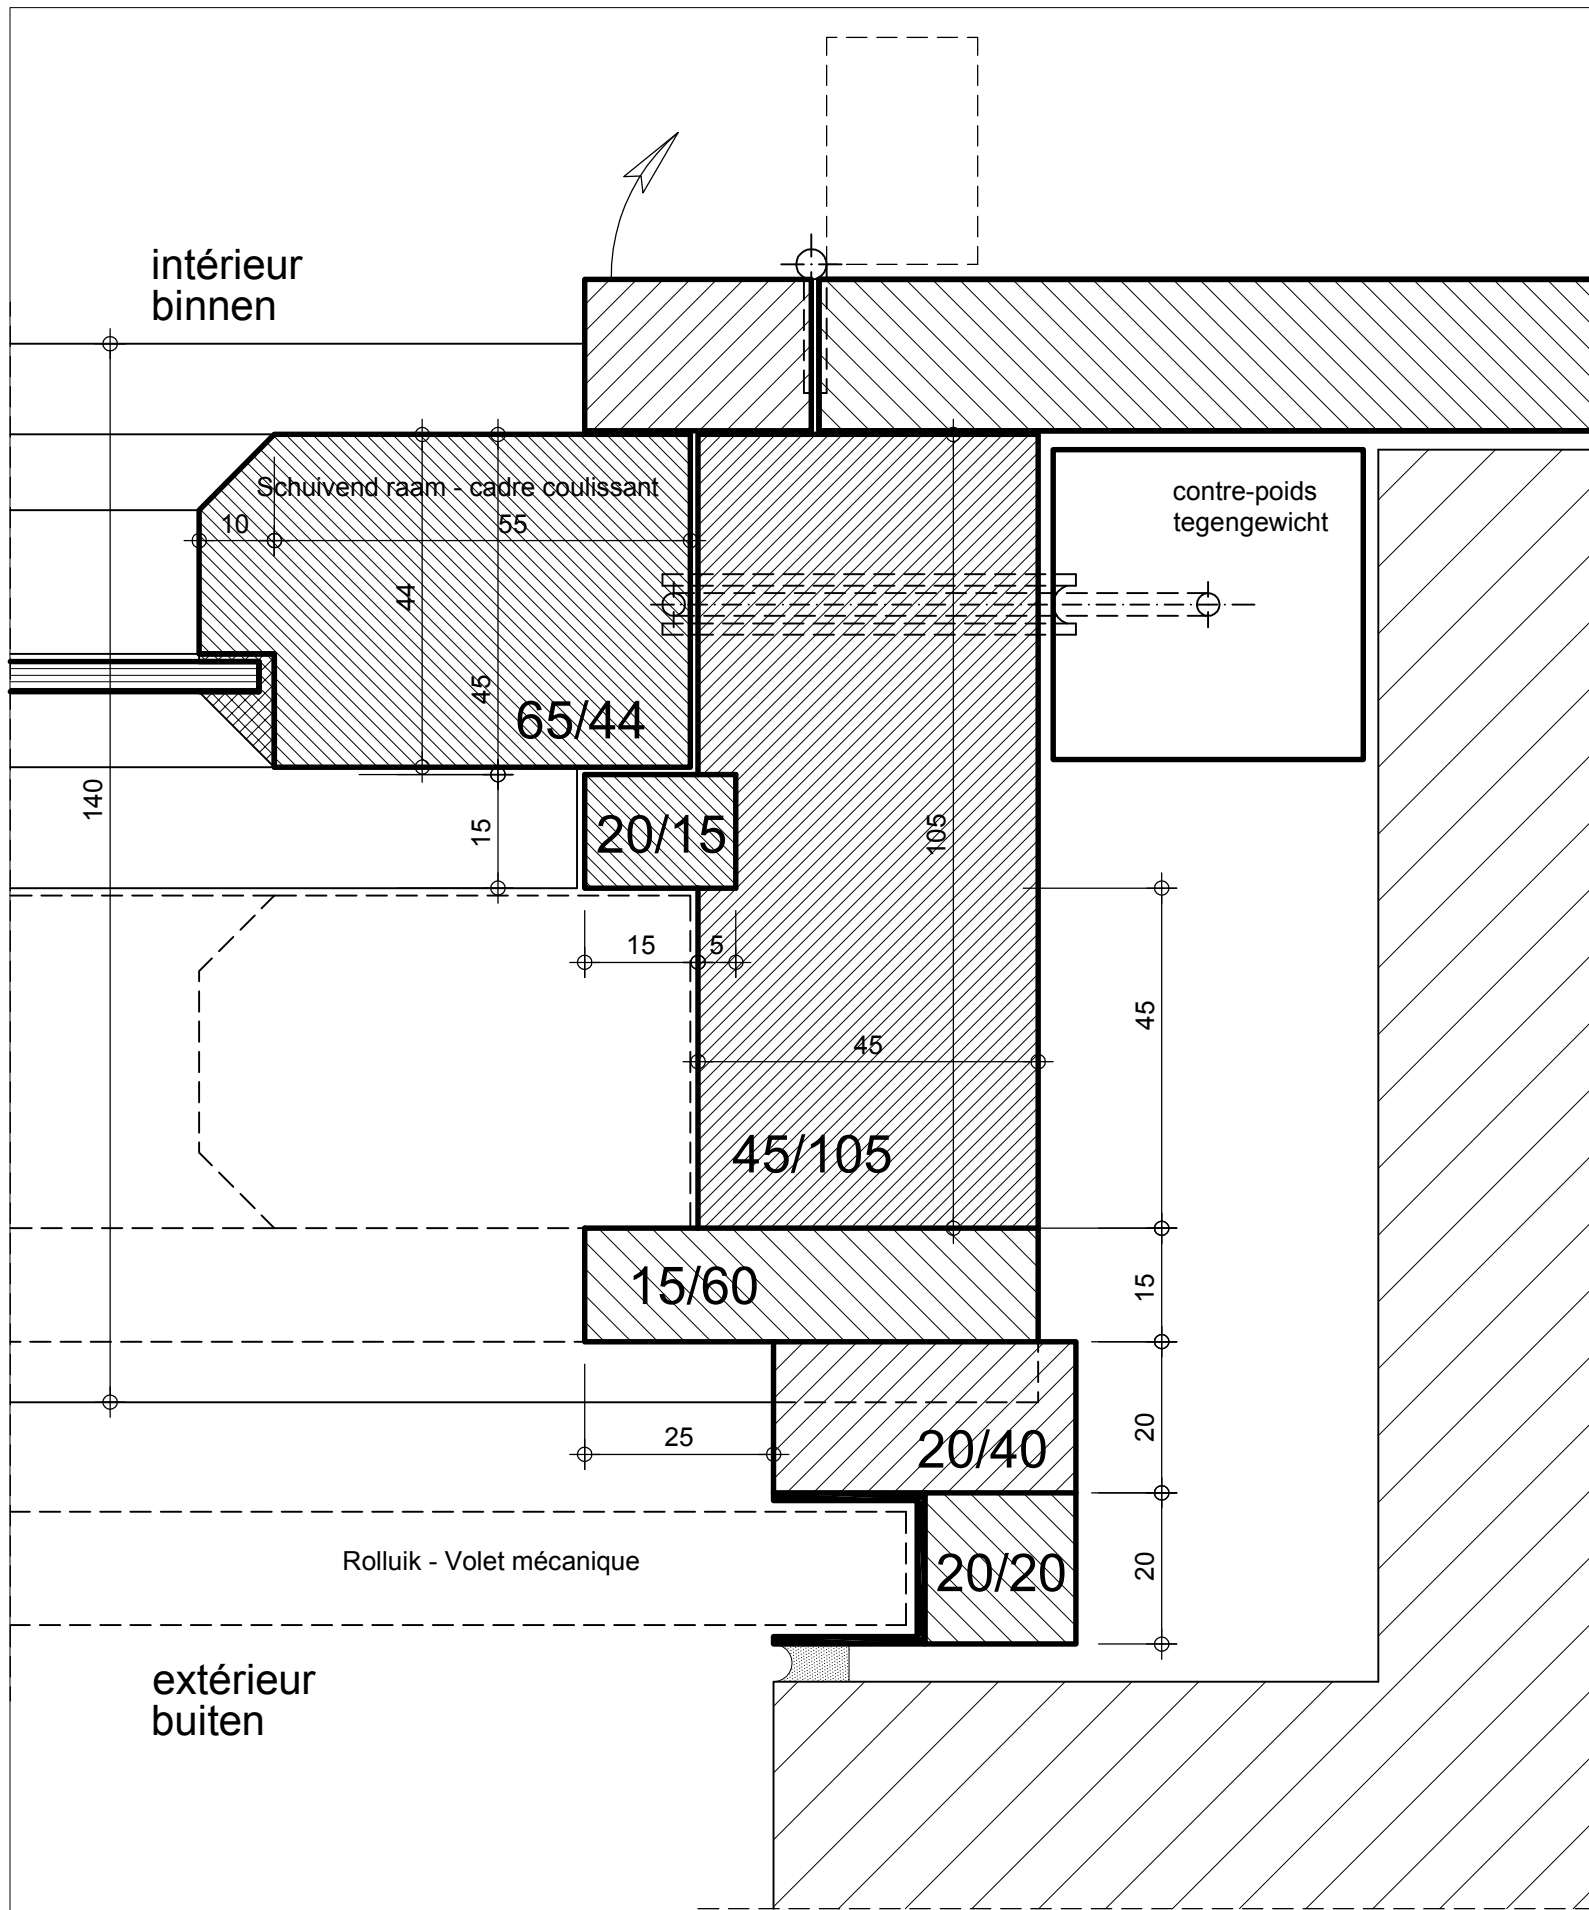 intérieur
binnen
Schuivend raam - cadre coulissant
contre-poids
tegengewicht
10
55
44
45
65/44
140
15
20/15
105
15
5
45
45
45/105
15/60
15
25
20/40
20
Rolluik - Volet mécanique
20/20
20
extérieur
buiten